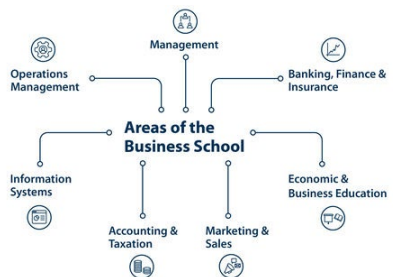 Management
Operations
Management
Banking, Finance &
Insurance
Areas of the
Business School
Information
Systems
Economic &
Business Education
Accounting &
Taxation
Marketing &
Sales